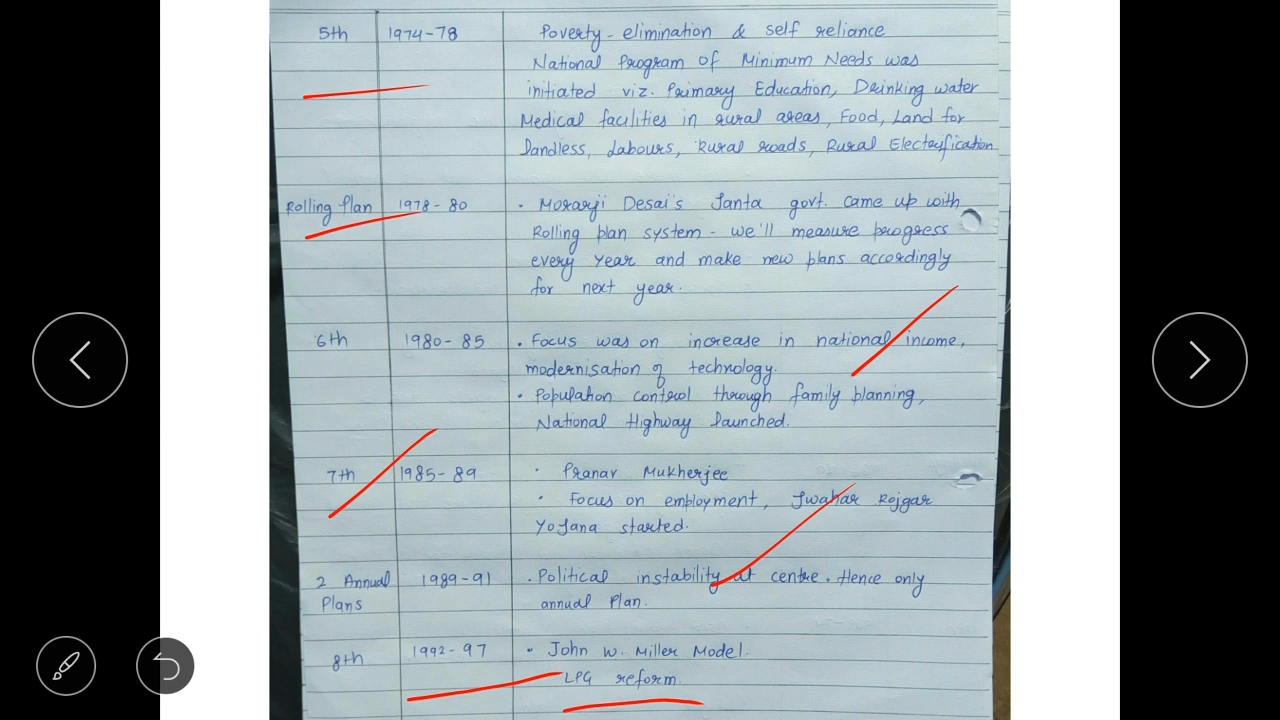 5th 1974-78 Poverty- elimination & self reliance
National Program of Minimum Needs was
initiated viz. Primary Education, Drinking water
Medical facilities in rural areas, Food, Land for
Landless, Labours, Rural roads, Rural Electryfication
Rolling Plan 1978-80 • Morarji Desai's Janta govt. came up with
Rolling plan system - we'll measure progress
every year and make new plans accordingly
for next year.
6th 1980-85 • Focus was on increase in national income,
modernisation of technology.
• Population control through family planning,
National Highway launched.
7th 1985-89 • Pranav Mukherjee
• Focus on employment, Jwahar Rojgar
Yojana started.
2 Annual 1989-91 • Political instability at centre. Hence only
Plans annual Plan.
8th 1992-97 • John W. Miller Model.
LPG reform.